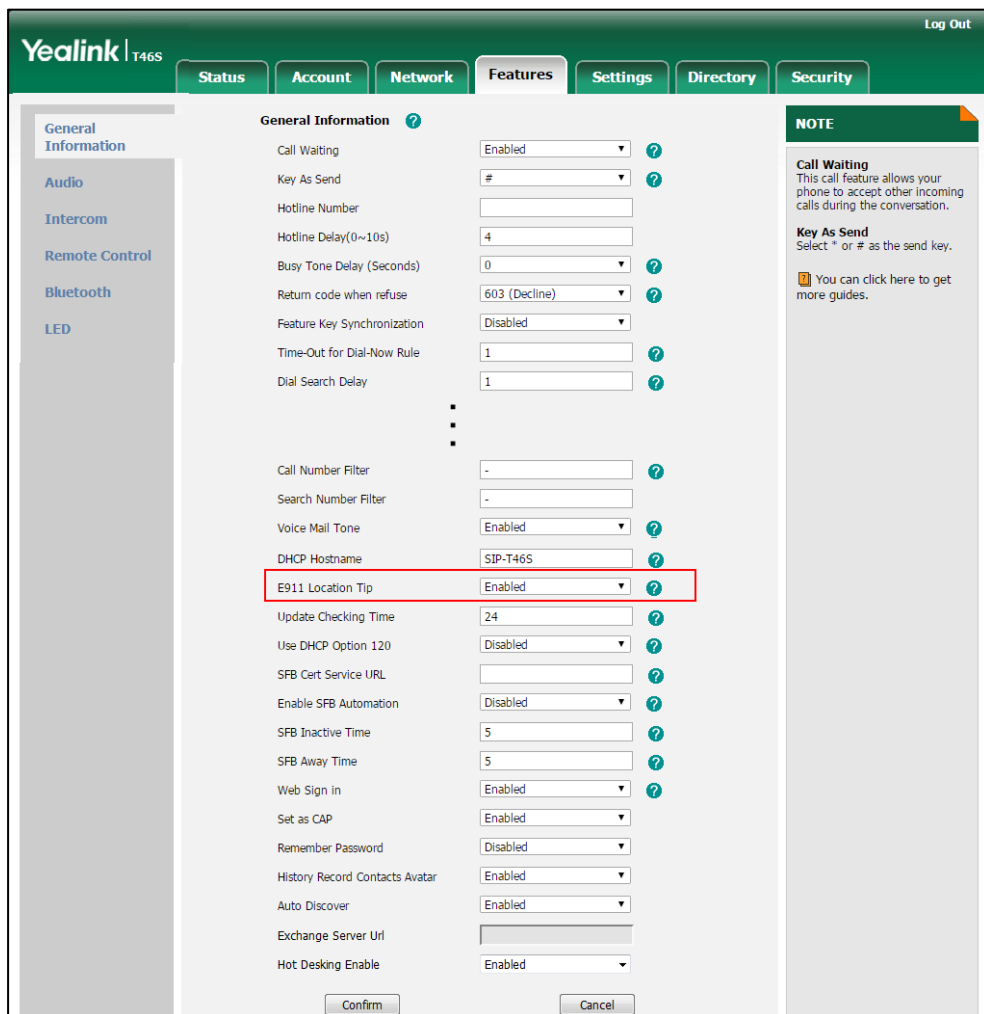 Log Out
Yealink T46S
Status Account Network Features Settings Directory Security
General
Information
Audio
Intercom
Remote Control
Bluetooth
LED
General Information ?
Call Waiting Enabled ?
Key As Send # ?
Hotline Number
Hotline Delay(0~10s) 4
Busy Tone Delay (Seconds) 0 ?
Return code when refuse 603 (Decline) ?
Feature Key Synchronization Disabled
Time-Out for Dial-Now Rule 1 ?
Dial Search Delay 1 ?
Call Number Filter - ?
Search Number Filter -
Voice Mail Tone Enabled ?
DHCP Hostname SIP-T46S ?
E911 Location Tip Enabled ?
Update Checking Time 24 ?
Use DHCP Option 120 Disabled ?
SFB Cert Service URL ?
Enable SFB Automation Disabled ?
SFB Inactive Time 5 ?
SFB Away Time 5 ?
Web Sign in Enabled ?
Set as CAP Enabled
Remember Password Disabled
History Record Contacts Avatar Enabled
Auto Discover Enabled
Exchange Server Url
Hot Desking Enable Enabled
Confirm Cancel
NOTE
Call Waiting
This call feature allows your
phone to accept other incoming
calls during the conversation.
Key As Send
Select * or # as the send key.
? You can click here to get
more guides.